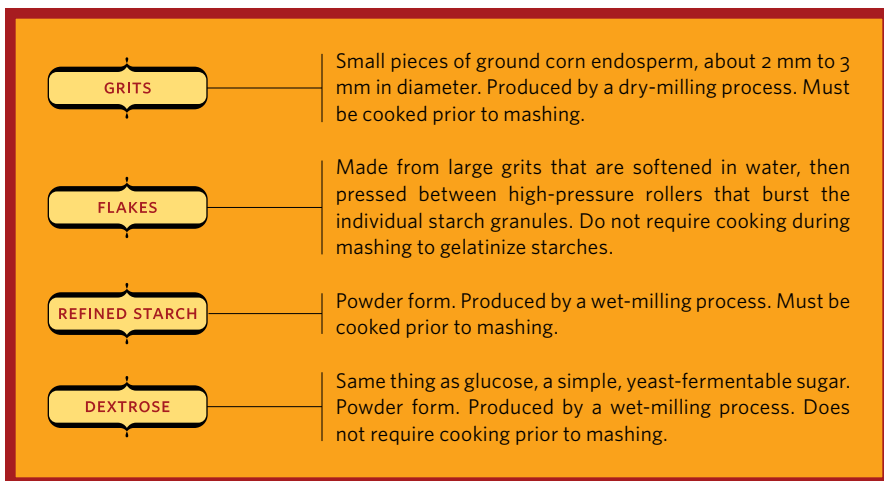 GRITS
Small pieces of ground corn endosperm, about 2 mm to 3
mm in diameter. Produced by a dry-milling process. Must
be cooked prior to mashing.
FLAKES
Made from large grits that are softened in water, then
pressed between high-pressure rollers that burst the
individual starch granules. Do not require cooking during
mashing to gelatinize starches.
REFINED STARCH
Powder form. Produced by a wet-milling process. Must be
cooked prior to mashing.
DEXTROSE
Same thing as glucose, a simple, yeast-fermentable sugar.
Powder form. Produced by a wet-milling process. Does
not require cooking prior to mashing.